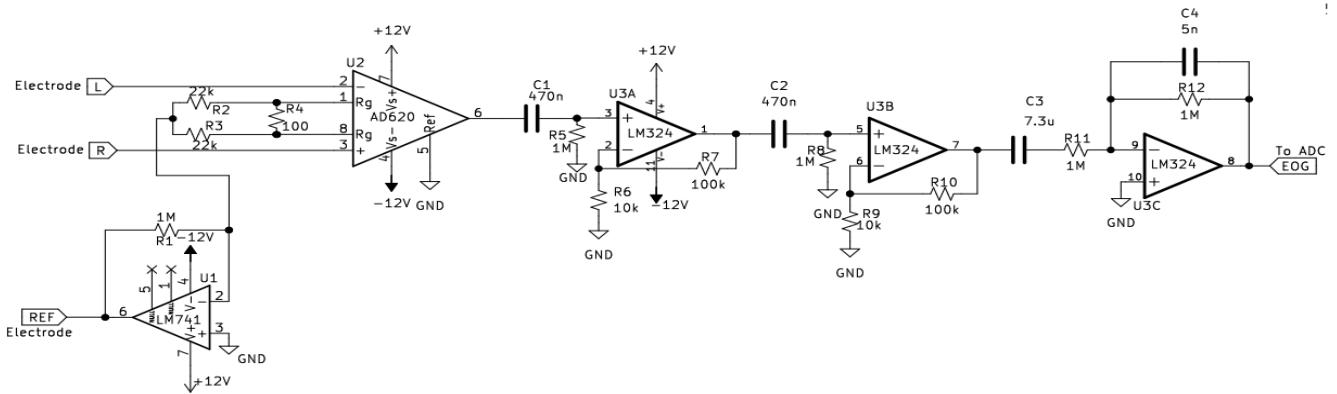 C4
5n
+12V
+12V
R12
1M
U2
Electrode L
2
−
7
Vs+
C1
470n
U3A
4
V+
C2
470n
U3B
C3
7.3u
R11
1M
22k
R2
1
Rg
R4
100
AD620
6
3
+
LM324
1
5
+
LM324
7
9
−
LM324
8
To ADC
EOG
R3
22k
8
Rg
Ref
Vs−
R5
1M
2
−
R7
100k
R8
1M
6
−
R10
100k
10
+
U3C
Electrode R
3
+
4
5
GND
11
V−
GND
−12V
GND
R6
10k
−12V
GND
R9
10k
GND
GND
1M
R1
−12V
U1
5
1
4
V−
−
2
REF
Electrode
6
LM741
V+
+
3
GND
7
+12V